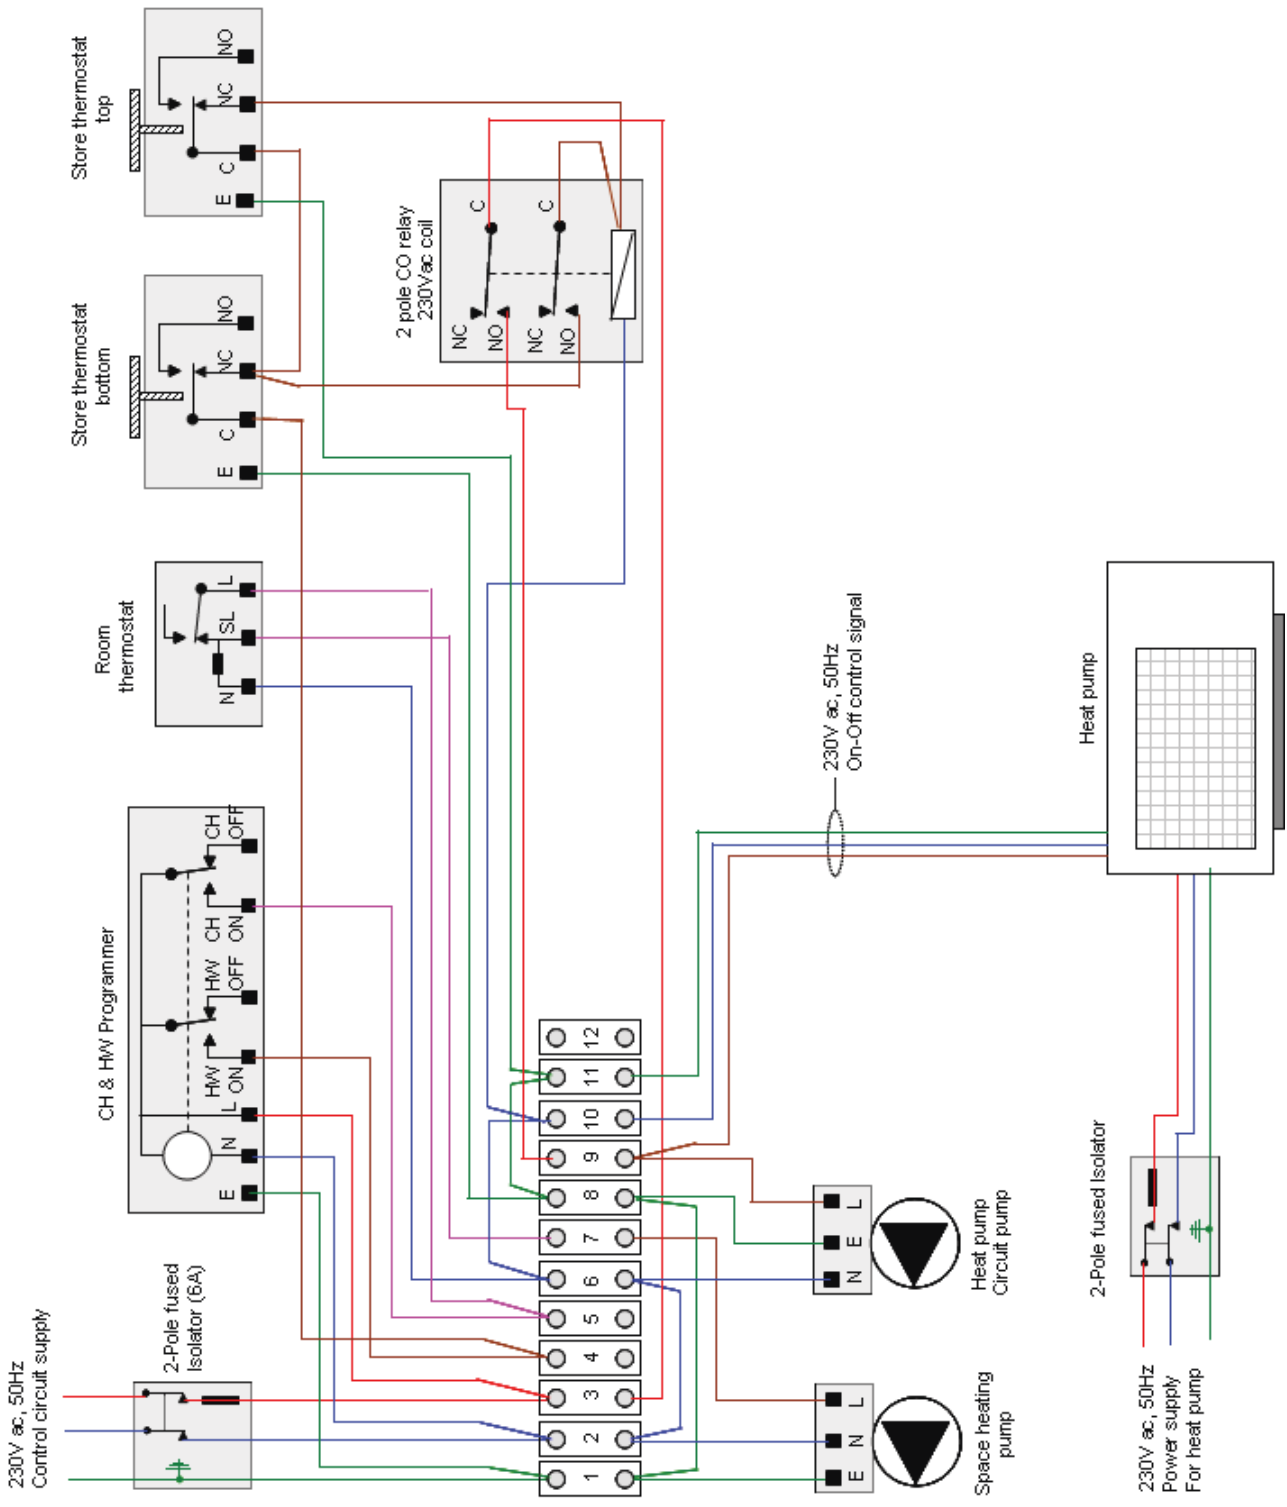 230V ac, 50Hz
Control circuit supply
2-Pole fused
Isolator (6A)
CH & HW Programmer
E
N
L
HW
ON
HW
OFF
CH
ON
CH
OFF
Room
thermostat
N
SL
L
Store thermostat
bottom
E
C
NC
NO
Store thermostat
top
E
C
NC
NO
2 pole CO relay
230Vac coil
NC
NO
C
NC
NO
C
1
2
3
4
5
6
7
8
9
10
11
12
E
N
L
Space heating
pump
N
E
L
Heat pump
Circuit pump
230V ac, 50Hz
On-Off control signal
Heat pump
2-Pole fused Isolator
230V ac, 50Hz
Power supply
For heat pump